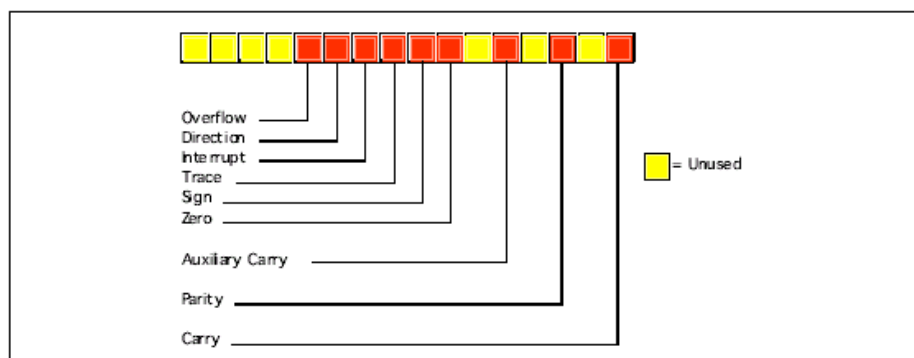 Overflow
Direction
Interrupt
Trace
Sign
Zero
Auxiliary Carry
Parity
Carry
= Unused